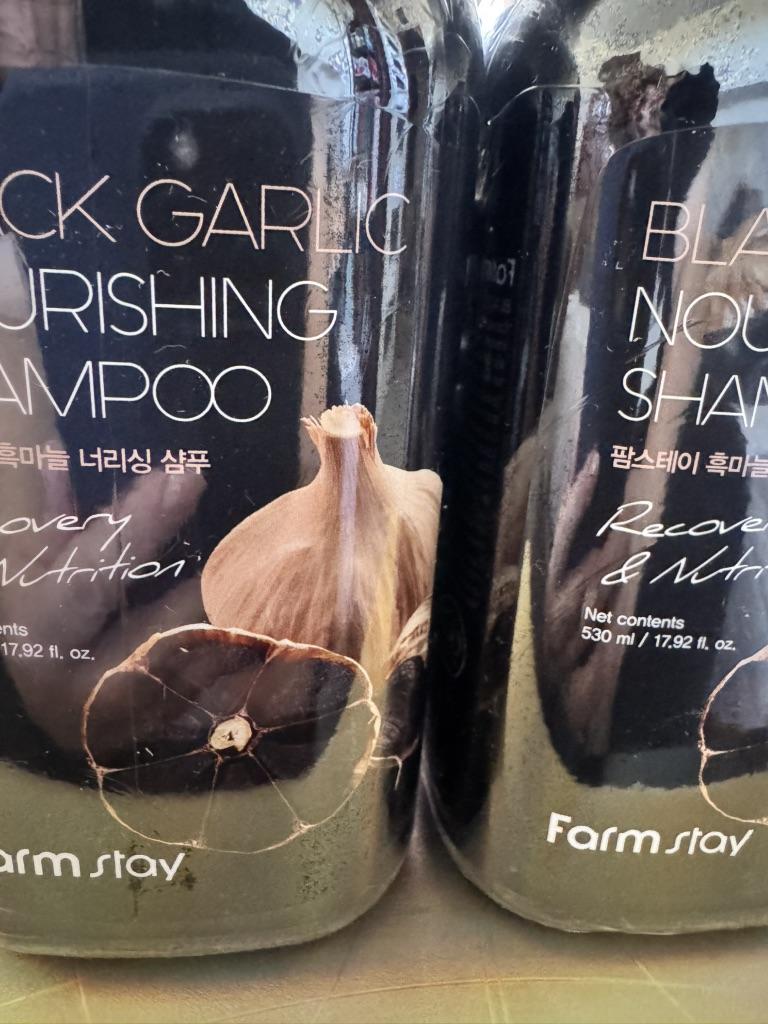 CK GARLIC
URISHING
AMPOO
흑마늘 너리싱 샴푸
overy
Nutrition
ents
17.92 fl. oz.
arm stay
BLA
NOU
SHAM
팜스테이 흑마늘
Recover
& Nutri
Net contents
530 ml / 17.92 fl. oz.
Farm stay